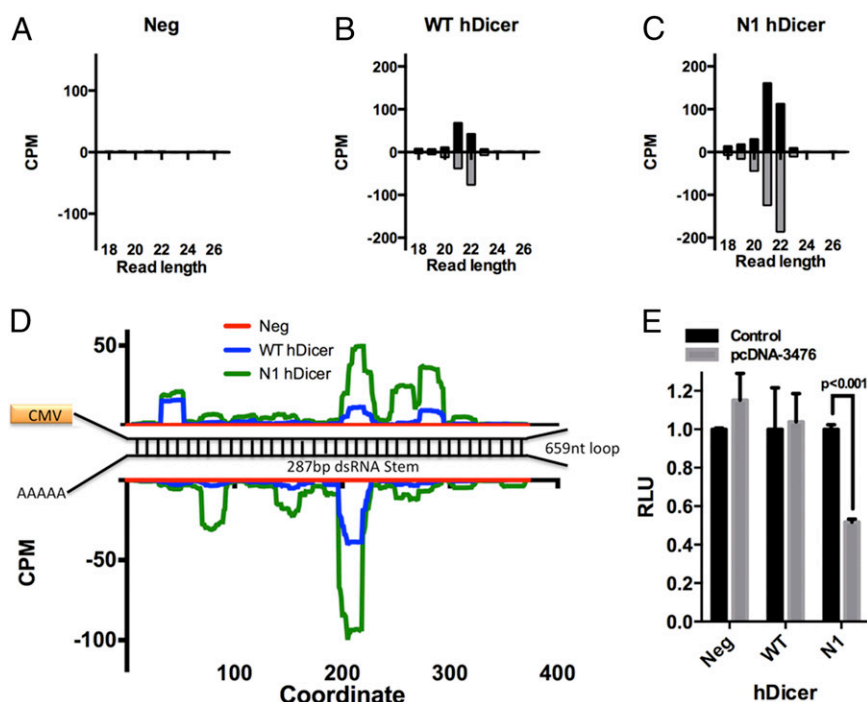 A
Neg
CPM
100
0
-100
18 20 22 24 26
Read length
B
WT hDicer
CPM
200
100
0
-100
-200
18 20 22 24 26
Read length
C
N1 hDicer
CPM
200
100
0
-100
-200
18 20 22 24 26
Read length
D
Neg
WT hDicer
N1 hDicer
50
CMV
659nt loop
287bp dsRNA Stem
AAAAA
CPM
-50
-100
100 200 300 400
Coordinate
E
Control
pcDNA-3476
p<0.001
RLU
1.2
1.0
0.8
0.6
0.4
0.2
0.0
Neg WT N1
hDicer